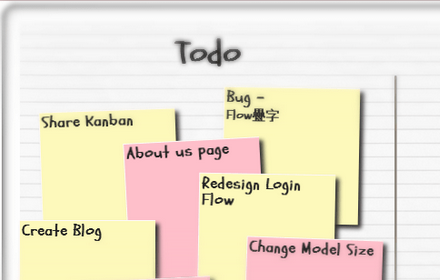 Todo
Bug -
Flow疊字
Share Kanban
About us page
Redesign Login
Flow
Create Blog
Change Model Size